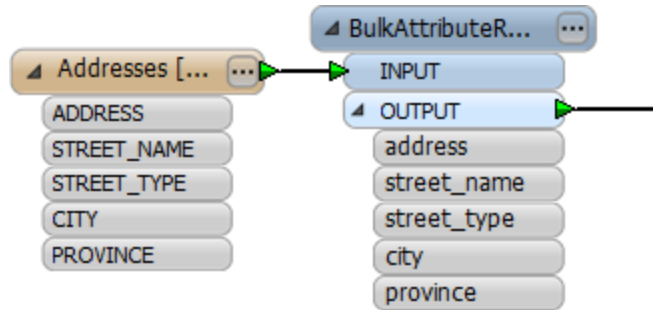 BulkAttributeR...
Addresses [...
INPUT
ADDRESS
OUTPUT
STREET_NAME
address
STREET_TYPE
street_name
CITY
street_type
PROVINCE
city
province